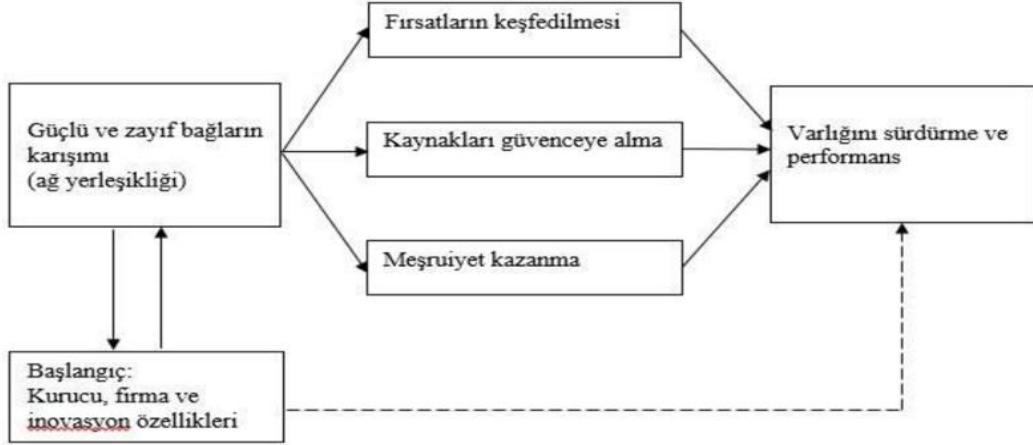 Fırsatların keşfedilmesi
Güçlü ve zayıf bağların
karışımı
(ağ yerleşikliği)
Kaynakları güvenceye alma
Varlığını sürdürme ve
performans
Meşruiyet kazanma
Başlangıç:
Kurucu, firma ve
inovasyon özellikleri